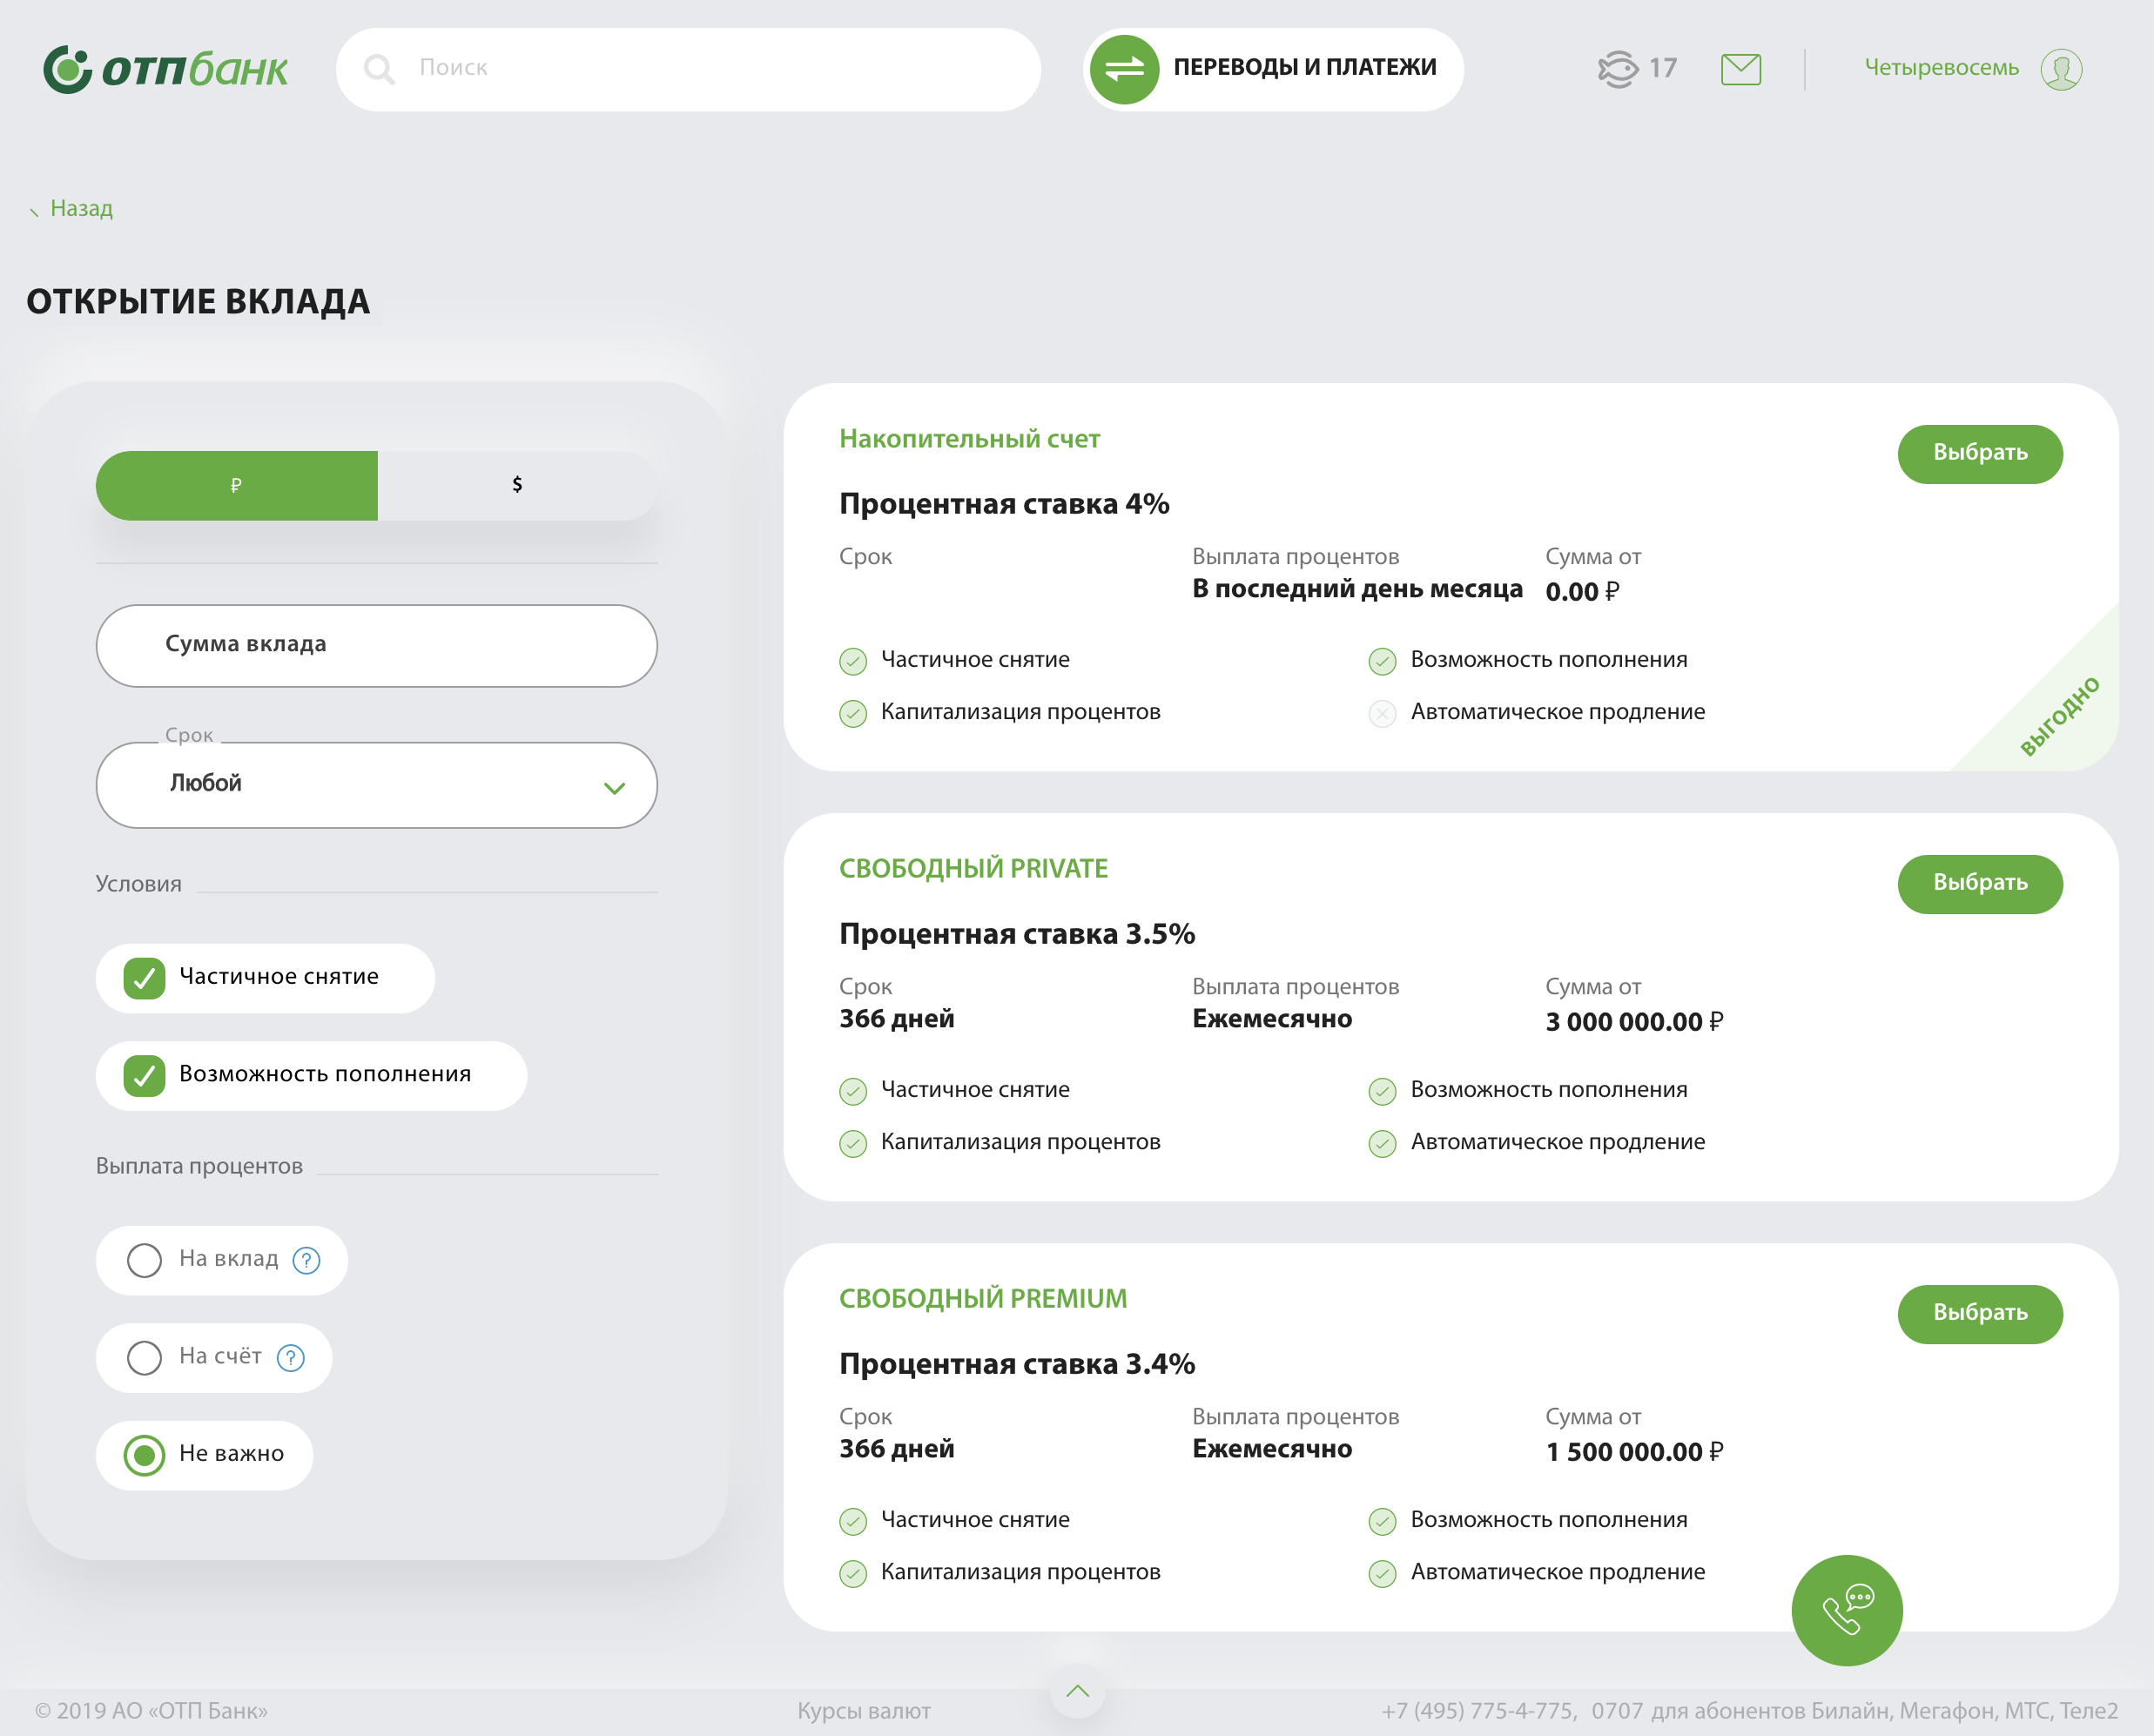 отпбанк
Поиск
ПЕРЕВОДЫ И ПЛАТЕЖИ
17
Четыревосемь
Назад
ОТКРЫТИЕ ВКЛАДА
₽
$
Сумма вклада
Срок
Любой
Условия
Частичное снятие
Возможность пополнения
Выплата процентов
На вклад ?
На счёт ?
Не важно
Накопительный счет
Выбрать
Процентная ставка 4%
Срок
Выплата процентов
В последний день месяца
Сумма от
0.00 ₽
Частичное снятие
Возможность пополнения
Капитализация процентов
Автоматическое продление
ВЫГОДНО
СВОБОДНЫЙ PRIVATE
Выбрать
Процентная ставка 3.5%
Срок
366 дней
Выплата процентов
Ежемесячно
Сумма от
3 000 000.00 ₽
Частичное снятие
Возможность пополнения
Капитализация процентов
Автоматическое продление
СВОБОДНЫЙ PREMIUM
Выбрать
Процентная ставка 3.4%
Срок
366 дней
Выплата процентов
Ежемесячно
Сумма от
1 500 000.00 ₽
Частичное снятие
Возможность пополнения
Капитализация процентов
Автоматическое продление
© 2019 АО «ОТП Банк»
Курсы валют
+7 (495) 775-4-775, 0707 для абонентов Билайн, Мегафон, МТС, Теле2